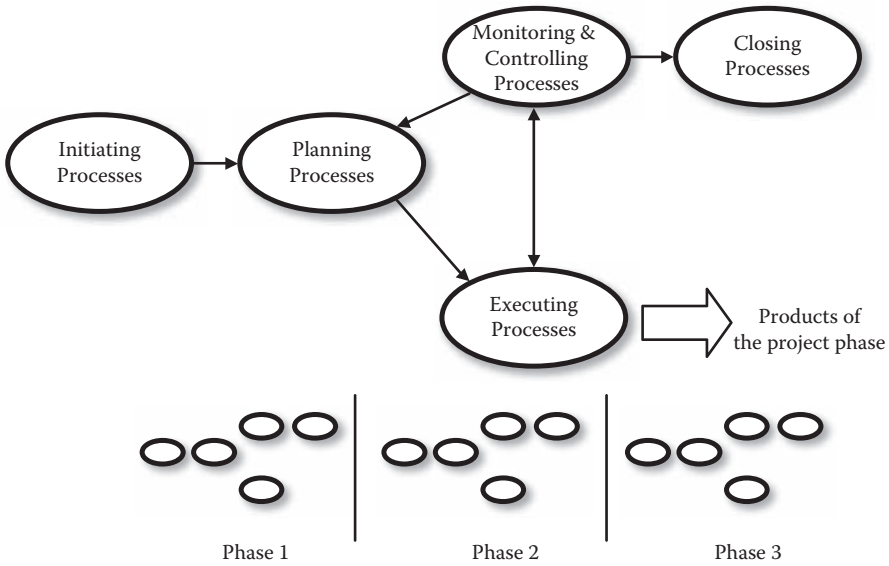 Monitoring &
Controlling
Processes
Closing
Processes
Initiating
Processes
Planning
Processes
Executing
Processes
Products of
the project phase
Phase 1
Phase 2
Phase 3